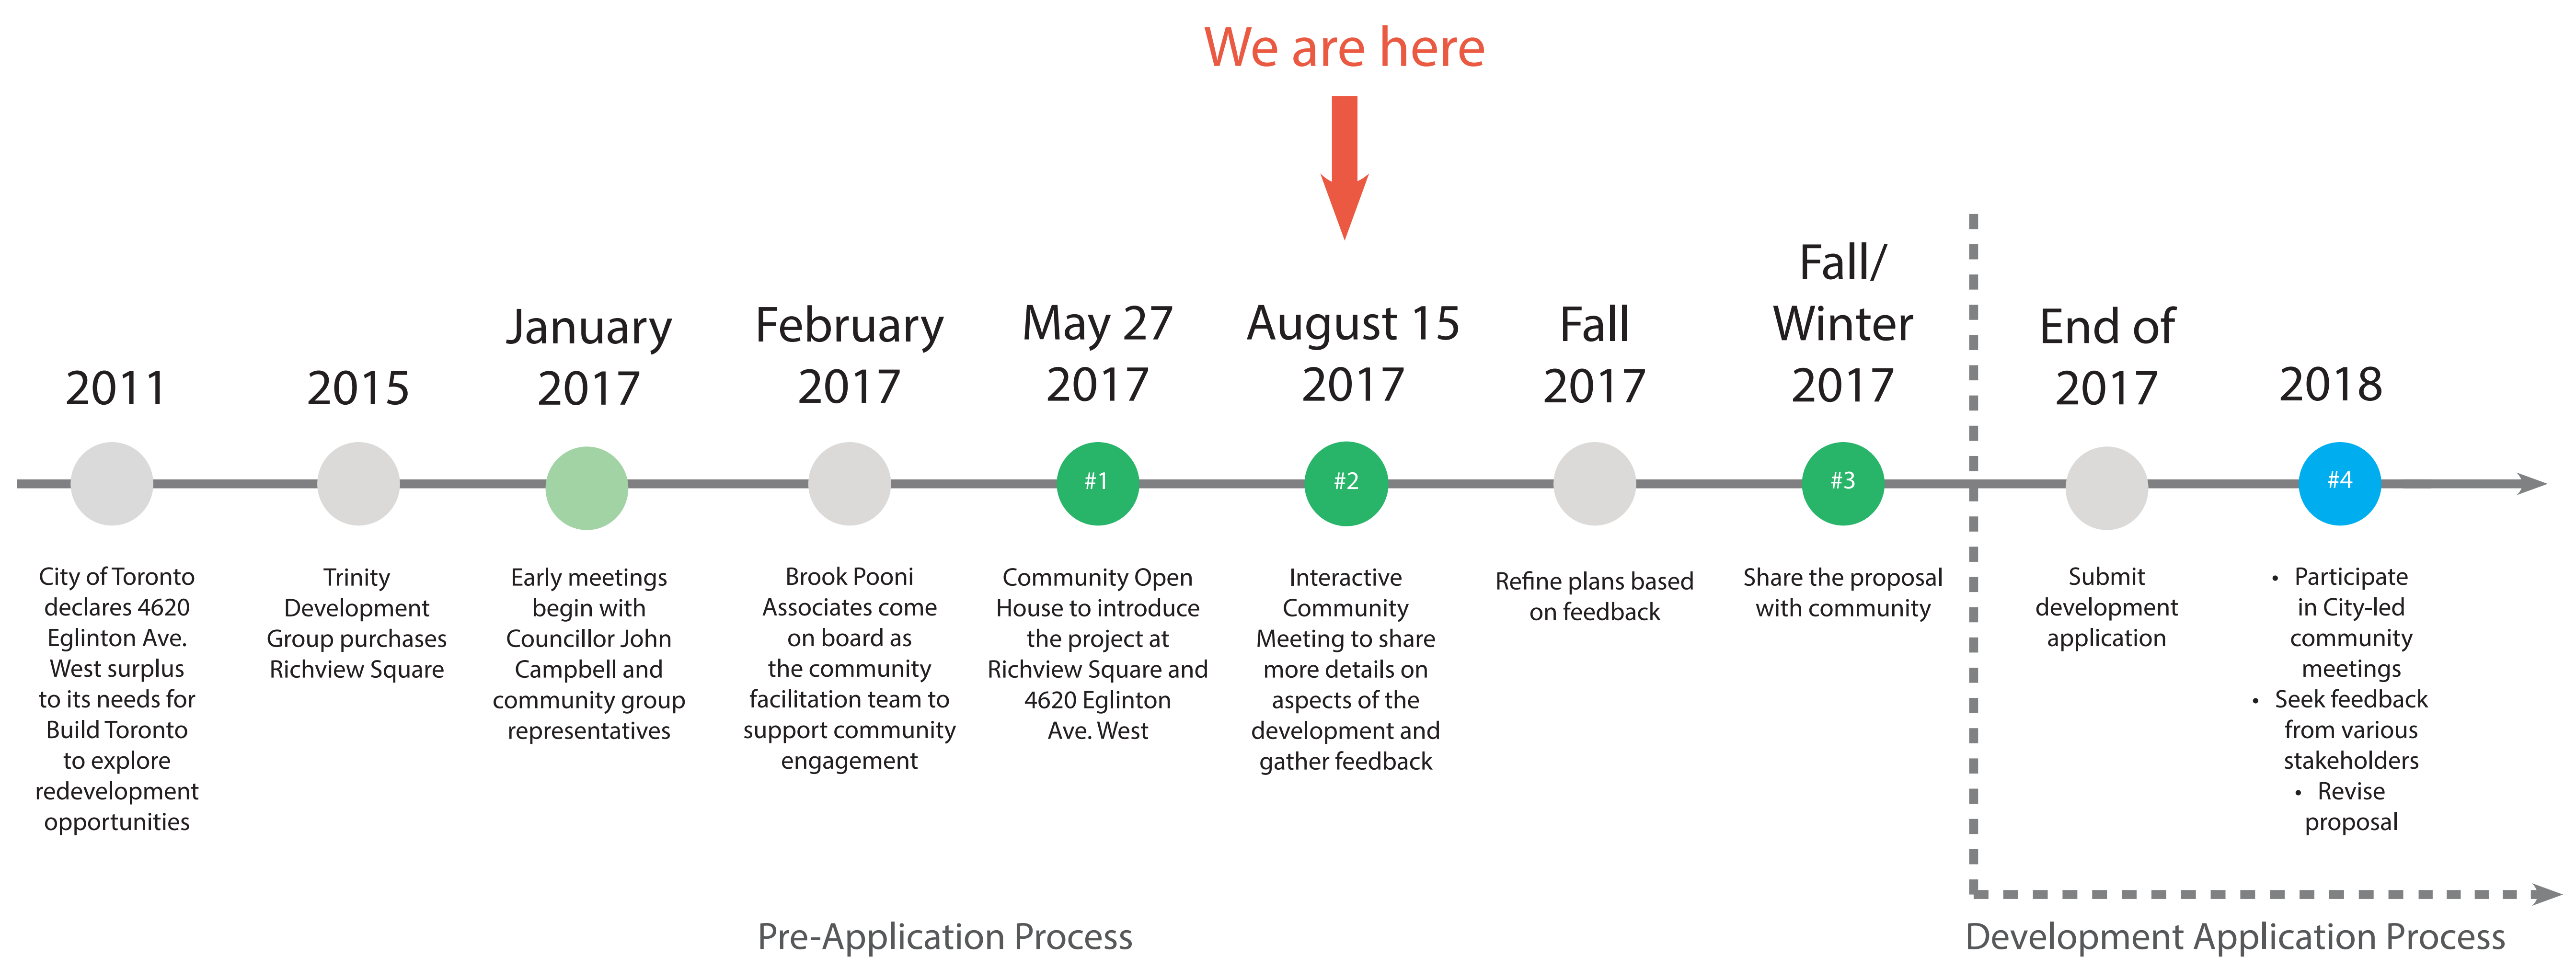 We are here
2011
2015
January
2017
February
2017
May 27
2017
August 15
2017
Fall
2017
Fall/
Winter
2017
End of
2017
2018
#1
#2
#3
#4
City of Toronto
declares 4620
Eglinton Ave.
West surplus
to its needs for
Build Toronto
to explore
redevelopment
opportunities
Trinity
Development
Group purchases
Richview Square
Early meetings
begin with
Councillor John
Campbell and
community group
representatives
Brook Pooni
Associates come
on board as
the community
facilitation team to
support community
engagement
Community Open
House to introduce
the project at
Richview Square and
4620 Eglinton
Ave. West
Interactive
Community
Meeting to share
more details on
aspects of the
development and
gather feedback
Refine plans based
on feedback
Share the proposal
with community
Submit
development
application
• Participate
in City-led
community
meetings
• Seek feedback
from various
stakeholders
• Revise
proposal
Pre-Application Process
Development Application Process